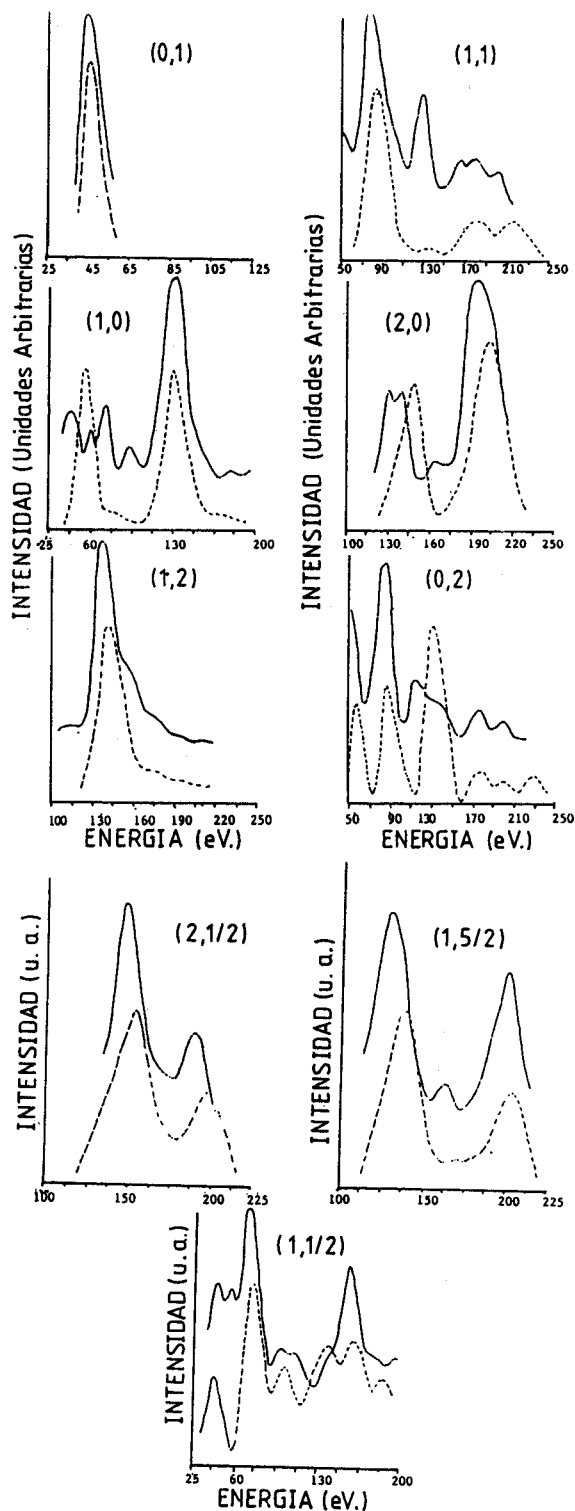 (0,1)
(1,1)
25 45 65 85 105 125
50 90 130 170 210 250
INTENSIDAD (Unidades Arbitrarias)
INTENSIDAD (Unidades Arbitrarias)
(1,0)
(2,0)
25 60 130 200
100 130 160 190 220 250
(1,2)
(0,2)
100 130 160 190 220 250
50 90 130 170 210 250
ENERGIA (eV.)
ENERGIA (eV.)
INTENSIDAD (u. a.)
(2,1/2)
INTENSIDAD (u. a.)
(1,5/2)
100 150 200 225
100 150 200 225
INTENSIDAD (u. a.)
(1,1/2)
25 60 130 200
ENERGIA (eV.)